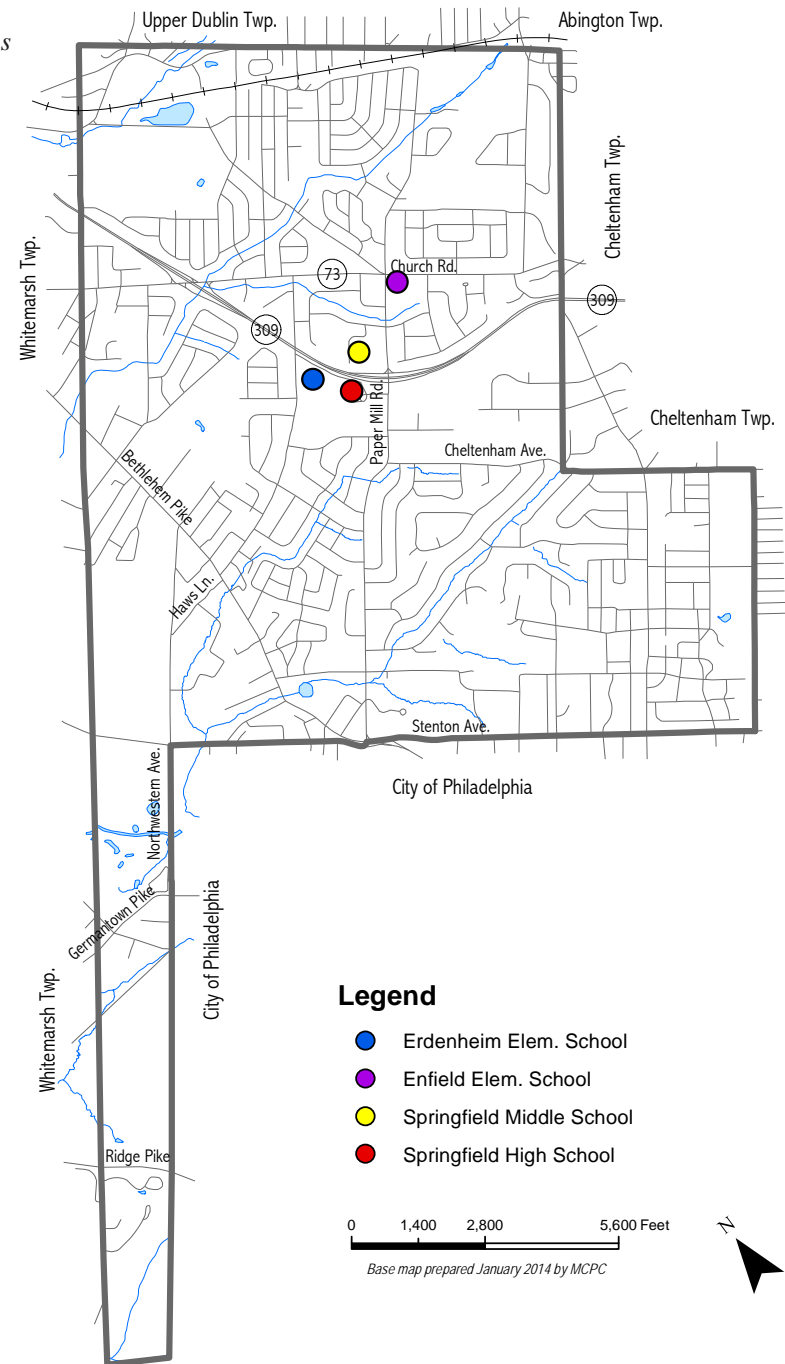 Upper Dublin Twp.
Abington Twp.
s
Cheltenham Twp.
Whitemarsh Twp.
Church Rd.
73
309
309
Paper Mill Rd.
Cheltenham Twp.
Cheltenham Ave.
Bethlehem Pike
Haws Ln.
Stenton Ave.
City of Philadelphia
Northwestern Ave.
Germantown Pike
City of Philadelphia
Whitemarsh Twp.
Ridge Pike
Legend
Erdenheim Elem. School
Enfield Elem. School
Springfield Middle School
Springfield High School
0 1,400 2,800 5,600 Feet
Base map prepared January 2014 by MCPC
N